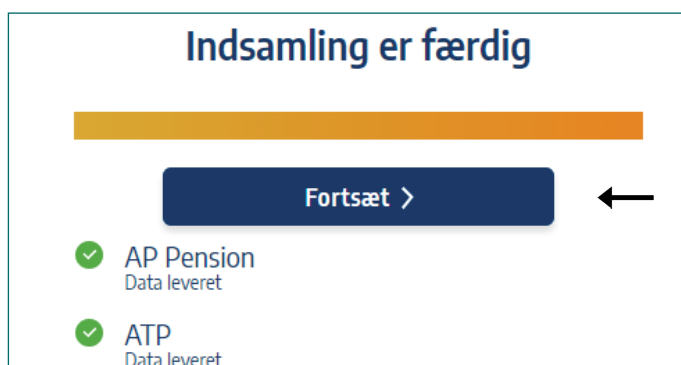 Indsamling er færdig
Fortsæt
AP Pension
Data leveret
ATP
Data leveret